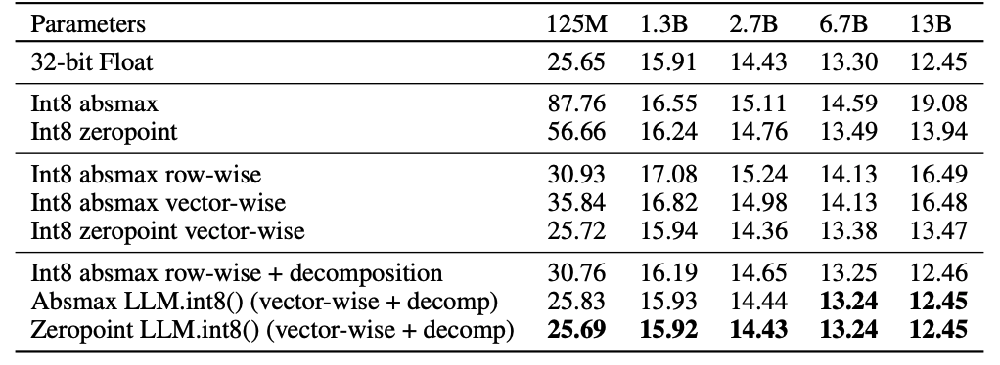 Parameters 125M 1.3B 2.7B 6.7B 13B
32-bit Float 25.65 15.91 14.43 13.30 12.45
Int8 absmax 87.76 16.55 15.11 14.59 19.08
Int8 zeropoint 56.66 16.24 14.76 13.49 13.94
Int8 absmax row-wise 30.93 17.08 15.24 14.13 16.49
Int8 absmax vector-wise 35.84 16.82 14.98 14.13 16.48
Int8 zeropoint vector-wise 25.72 15.94 14.36 13.38 13.47
Int8 absmax row-wise + decomposition 30.76 16.19 14.65 13.25 12.46
Absmax LLM.int8() (vector-wise + decomp) 25.83 15.93 14.44 13.24 12.45
Zeropoint LLM.int8() (vector-wise + decomp) 25.69 15.92 14.43 13.24 12.45